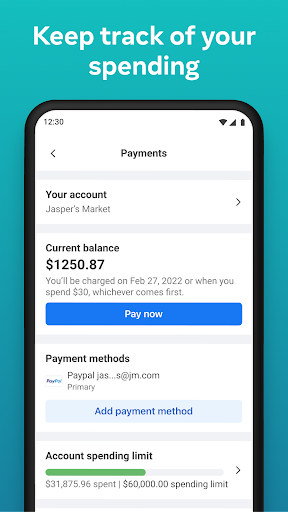 Keep track of your
spending
12:30
Payments
Your account
Jasper's Market
Current balance
$1250.87
You'll be charged on Feb 27, 2022 or when you
spend $30, whichever comes first.
Pay now
Payment methods
PayPal
Paypal jas...s@jm.com
Primary
Add payment method
Account spending limit
$31,875.96 spent | $60,000.00 spending limit